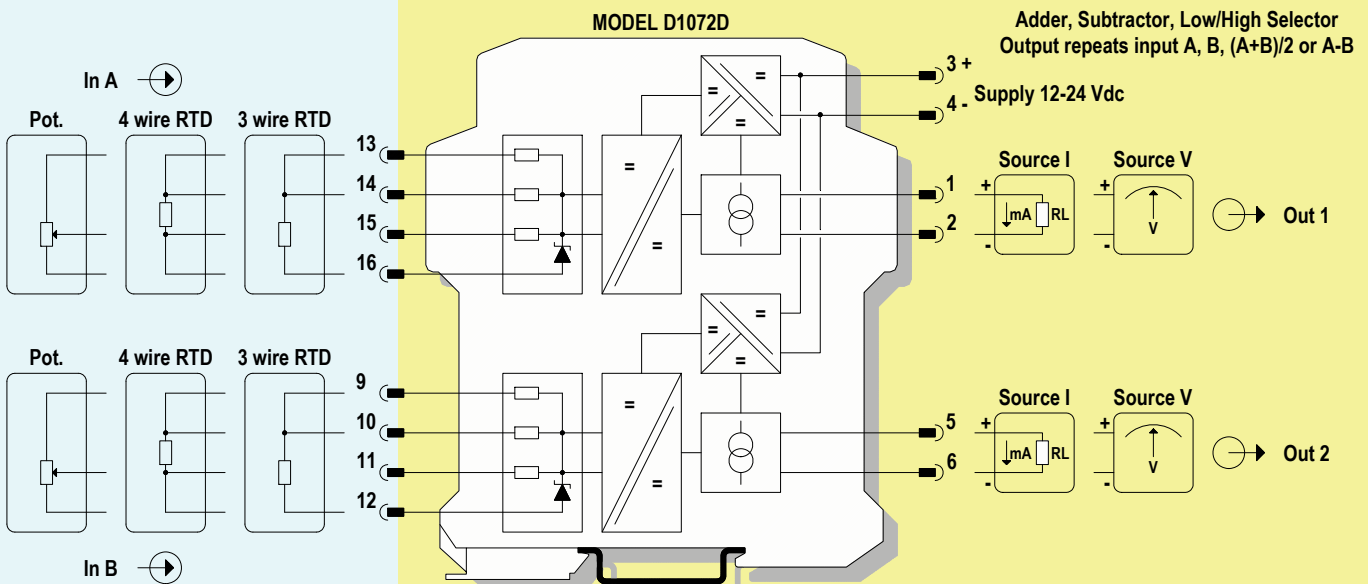 MODEL D1072D
Adder, Subtractor, Low/High Selector
Output repeats input A, B, (A+B)/2 or A-B
In A
Pot.
4 wire RTD
3 wire RTD
13
14
15
16
=
=
=
=
=
3 +
4 -
Supply 12-24 Vdc
1
2
Source I
+
mA
RL
-
Source V
+
V
-
Out 1
Pot.
4 wire RTD
3 wire RTD
9
10
11
12
=
=
=
=
=
5
6
Source I
+
mA
RL
-
Source V
+
V
-
Out 2
In B